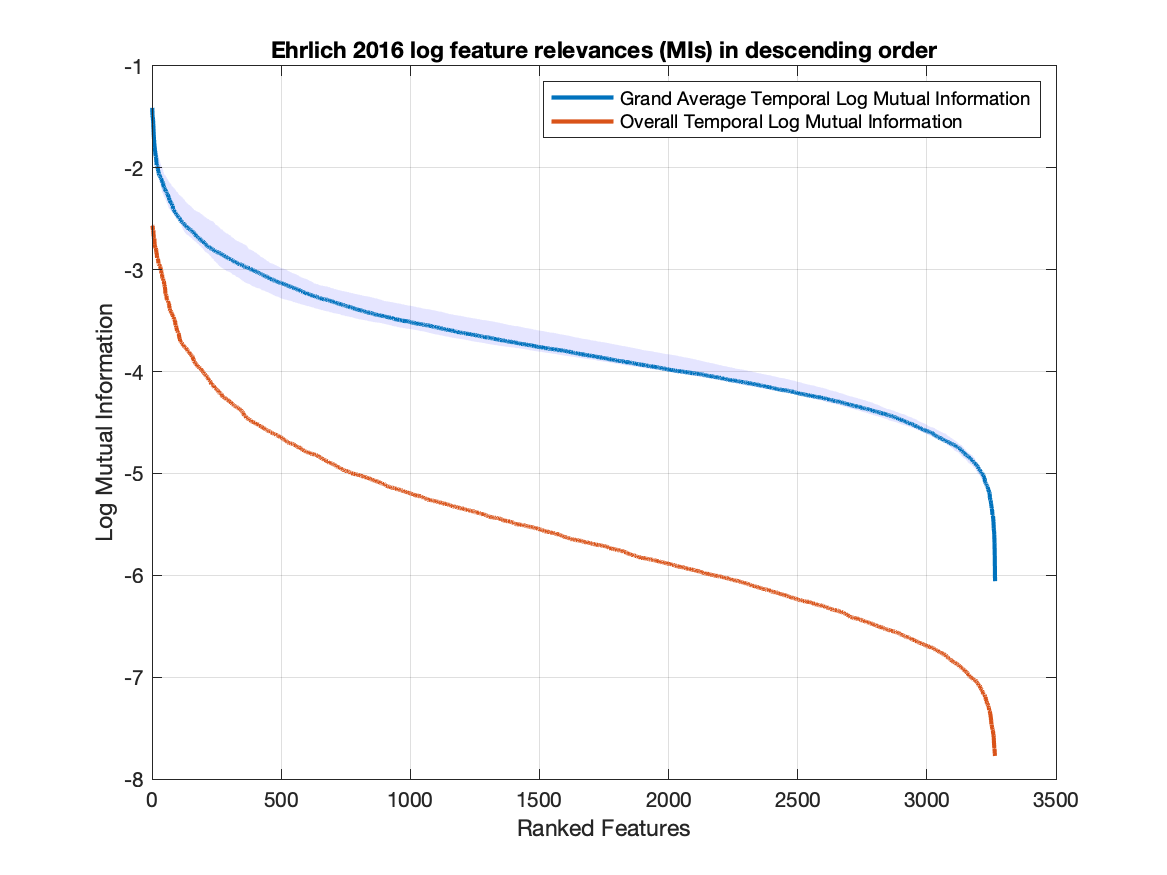 Ehrlich 2016 log feature relevances (MIs) in descending order
Grand Average Temporal Log Mutual Information
Overall Temporal Log Mutual Information
Log Mutual Information
-1
-2
-3
-4
-5
-6
-7
-8
0 500 1000 1500 2000 2500 3000 3500
Ranked Features